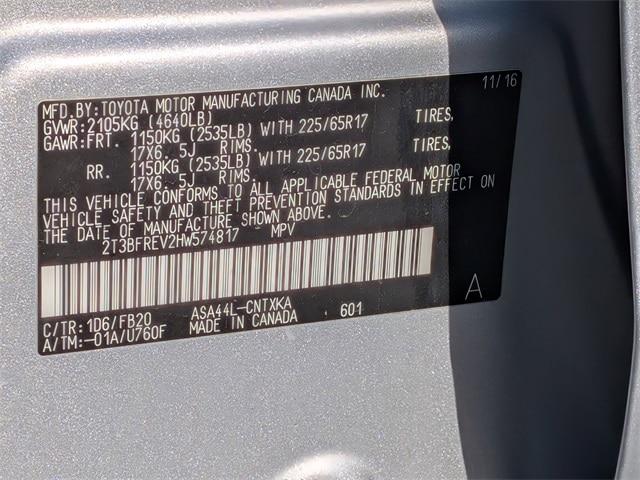 MFD.BY:TOYOTA MOTOR MANUFACTURING CANADA INC. 11/16
GVWR:2105KG (4640LB)
GAWR:FRT. 1150KG (2535LB) WITH 225/65R17 TIRES,
17X6.5J RIMS.
RR. 1150KG (2535LB) WITH 225/65R17 TIRES,
17X6.5J RIMS.
THIS VEHICLE CONFORMS TO ALL APPLICABLE FEDERAL MOTOR
VEHICLE SAFETY AND THEFT PREVENTION STANDARDS IN EFFECT ON
THE DATE OF MANUFACTURE SHOWN ABOVE.
2T3BFREV2HW574817 MPV
A
C/TR:1D6/FB20 ASA44L-CNTXKA 601
A/TM:-01A/U760F MADE IN CANADA